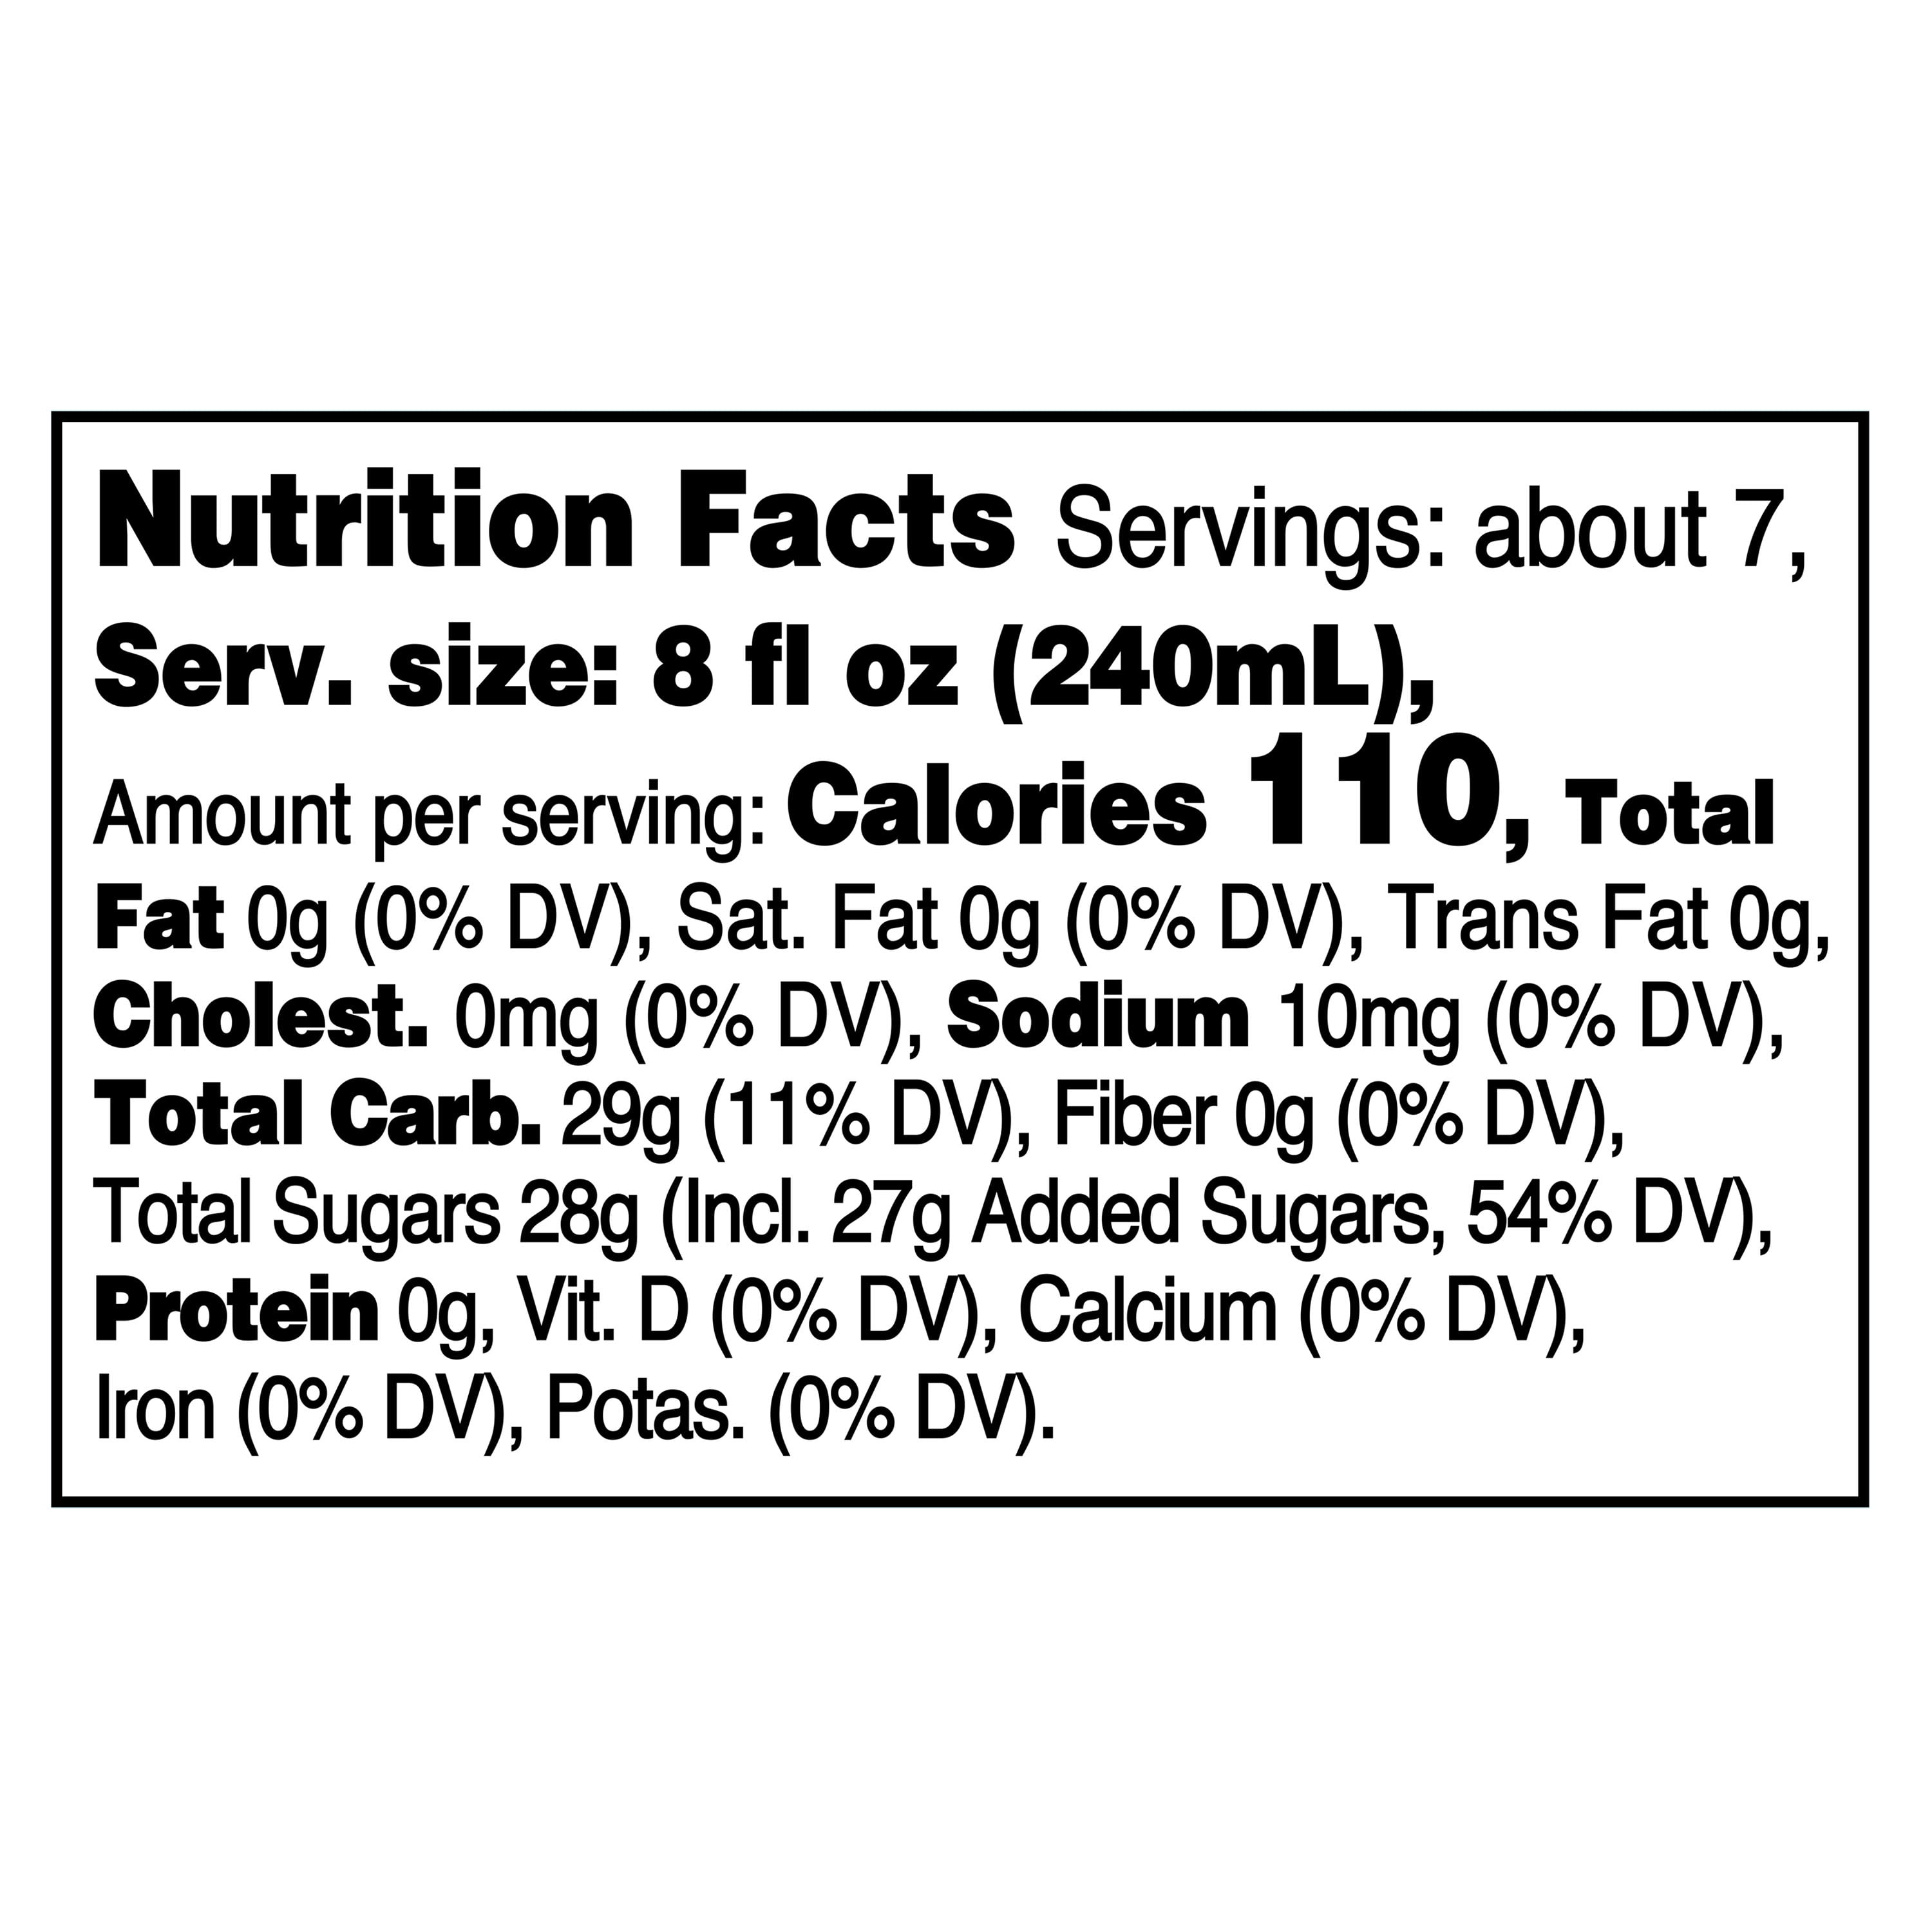 Nutrition Facts Servings: about 7,
Serv. size: 8 fl oz (240mL),
Amount per serving: Calories 110, Total
Fat 0g (0% DV), Sat. Fat 0g (0% DV), Trans Fat 0g,
Cholest. 0mg (0% DV), Sodium 10mg (0% DV),
Total Carb. 29g (11% DV), Fiber 0g (0% DV),
Total Sugars 28g (Incl. 27g Added Sugars, 54% DV),
Protein 0g, Vit. D (0% DV), Calcium (0% DV),
Iron (0% DV), Potas. (0% DV).